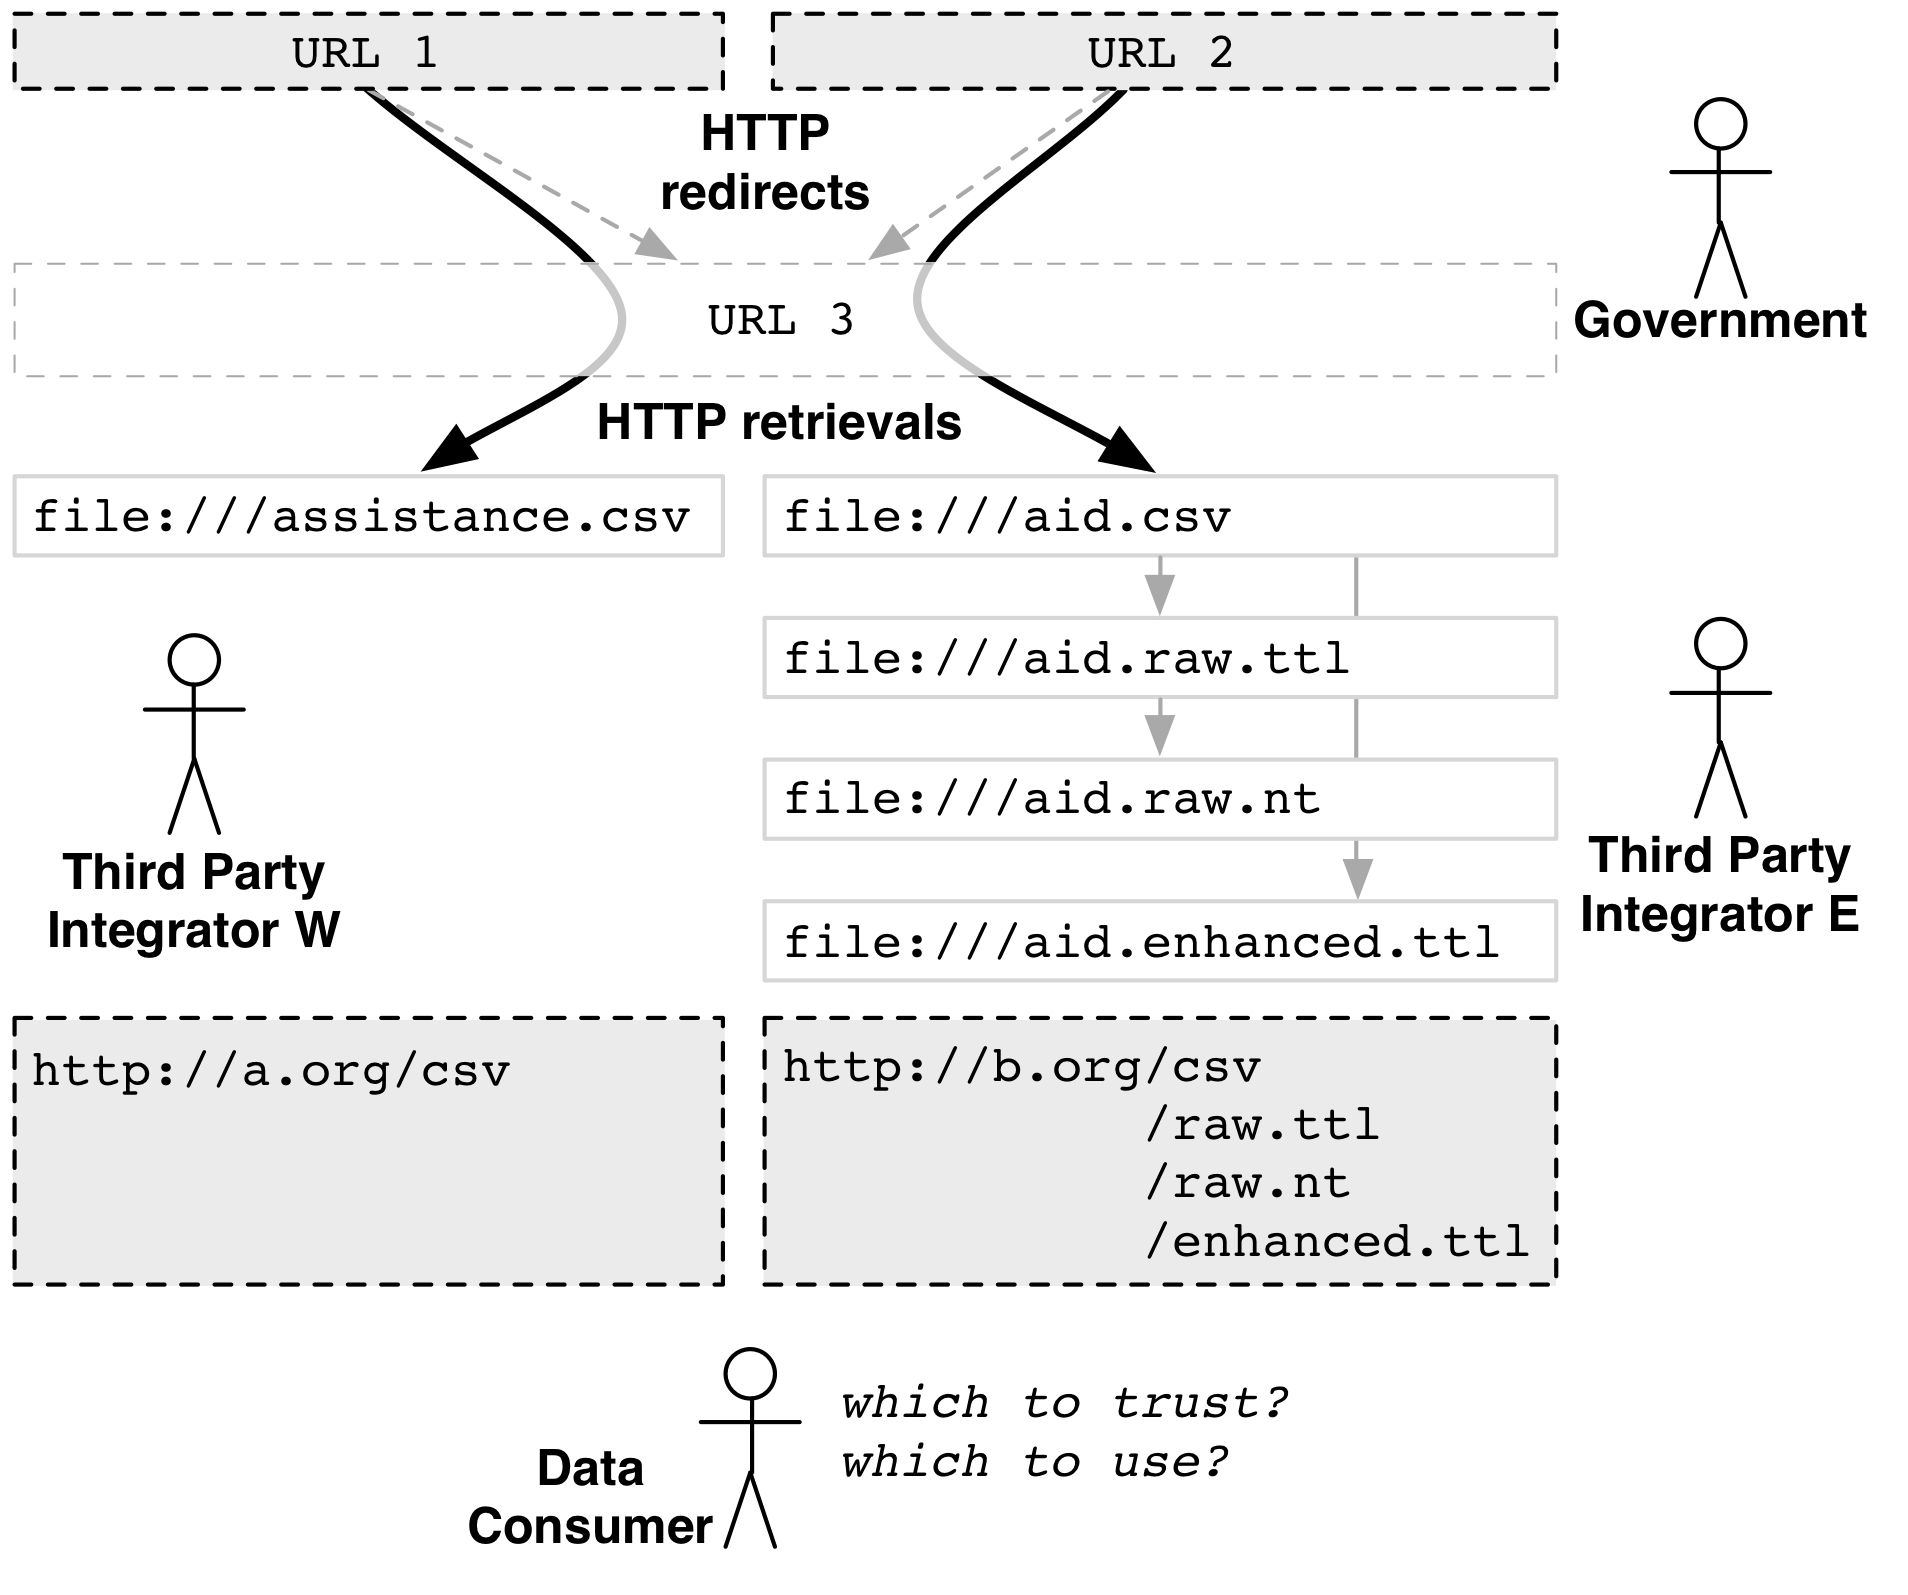 URL 1
URL 2
HTTP
redirects
URL 3
Government
HTTP retrievals
file:///assistance.csv
file:///aid.csv
file:///aid.raw.ttl
file:///aid.raw.nt
file:///aid.enhanced.ttl
Third Party
Integrator W
Third Party
Integrator E
http://a.org/csv
http://b.org/csv
/raw.ttl
/raw.nt
/enhanced.ttl
Data
Consumer
which to trust?
which to use?